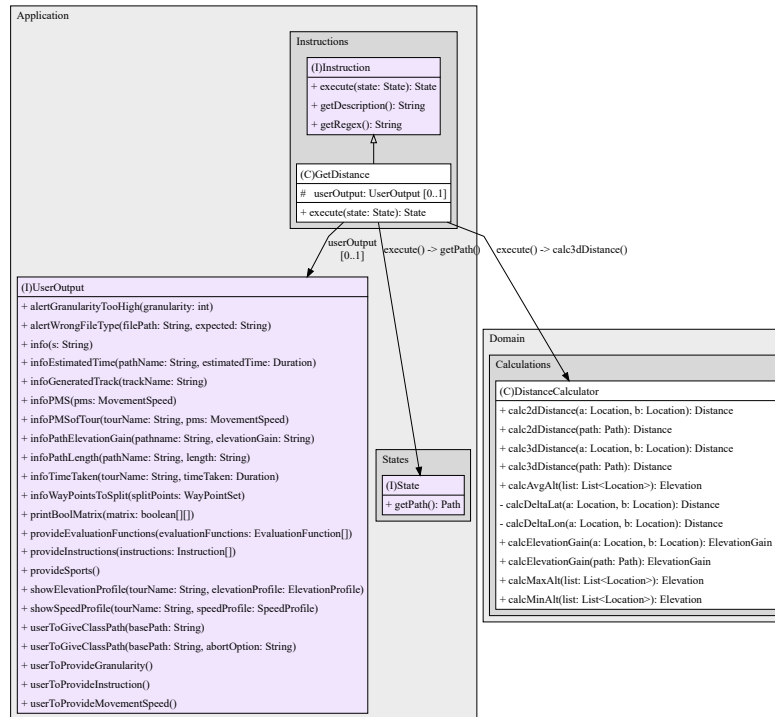 Application
Instructions
(I)Instruction
+ execute(state: State): State
+ getDescription(): String
+ getRegex(): String
(C)GetDistance
# userOutput: UserOutput [0..1]
+ execute(state: State): State
userOutput
[0..1]
execute() -> getPath()
execute() -> calc3dDistance()
(I)UserOutput
+ alertGranularityTooHigh(granularity: int)
+ alertWrongFileType(filePath: String, expected: String)
+ info(s: String)
+ infoEstimatedTime(pathName: String, estimatedTime: Duration)
+ infoGeneratedTrack(trackName: String)
+ infoPMS(pms: MovementSpeed)
+ infoPMSofTour(tourName: String, pms: MovementSpeed)
+ infoPathElevationGain(pathname: String, elevationGain: String)
+ infoPathLength(pathName: String, length: String)
+ infoTimeTaken(tourName: String, timeTaken: Duration)
+ infoWayPointsToSplit(splitPoints: WayPointSet)
+ printBoolMatrix(matrix: boolean[][])
+ provideEvaluationFunctions(evaluationFunctions: EvaluationFunction[])
+ provideInstructions(instructions: Instruction[])
+ provideSports()
+ showElevationProfile(tourName: String, elevationProfile: ElevationProfile)
+ showSpeedProfile(tourName: String, speedProfile: SpeedProfile)
+ userToGiveClassPath(basePath: String)
+ userToGiveClassPath(basePath: String, abortOption: String)
+ userToProvideGranularity()
+ userToProvideInstruction()
+ userToProvideMovementSpeed()
States
(I)State
+ getPath(): Path
Domain
Calculations
(C)DistanceCalculator
+ calc2dDistance(a: Location, b: Location): Distance
+ calc2dDistance(path: Path): Distance
+ calc3dDistance(a: Location, b: Location): Distance
+ calc3dDistance(path: Path): Distance
+ calcAvgAlt(list: List<Location>): Elevation
- calcDeltaLat(a: Location, b: Location): Distance
- calcDeltaLon(a: Location, b: Location): Distance
+ calcElevationGain(a: Location, b: Location): ElevationGain
+ calcElevationGain(path: Path): ElevationGain
+ calcMaxAlt(list: List<Location>): Elevation
+ calcMinAlt(list: List<Location>): Elevation